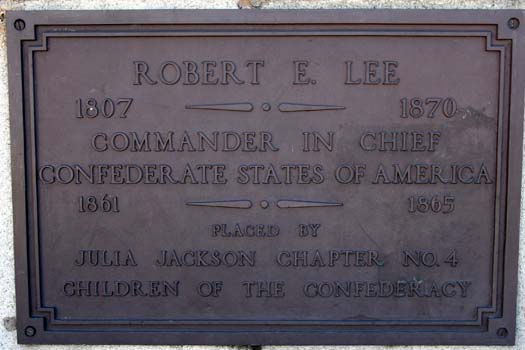 ROBERT E. LEE
1807 1870
COMMANDER IN CHIEF
CONFEDERATE STATES OF AMERICA
1861 1865
PLACED BY
JULIA JACKSON CHAPTER NO. 4
CHILDREN OF THE CONFEDERACY